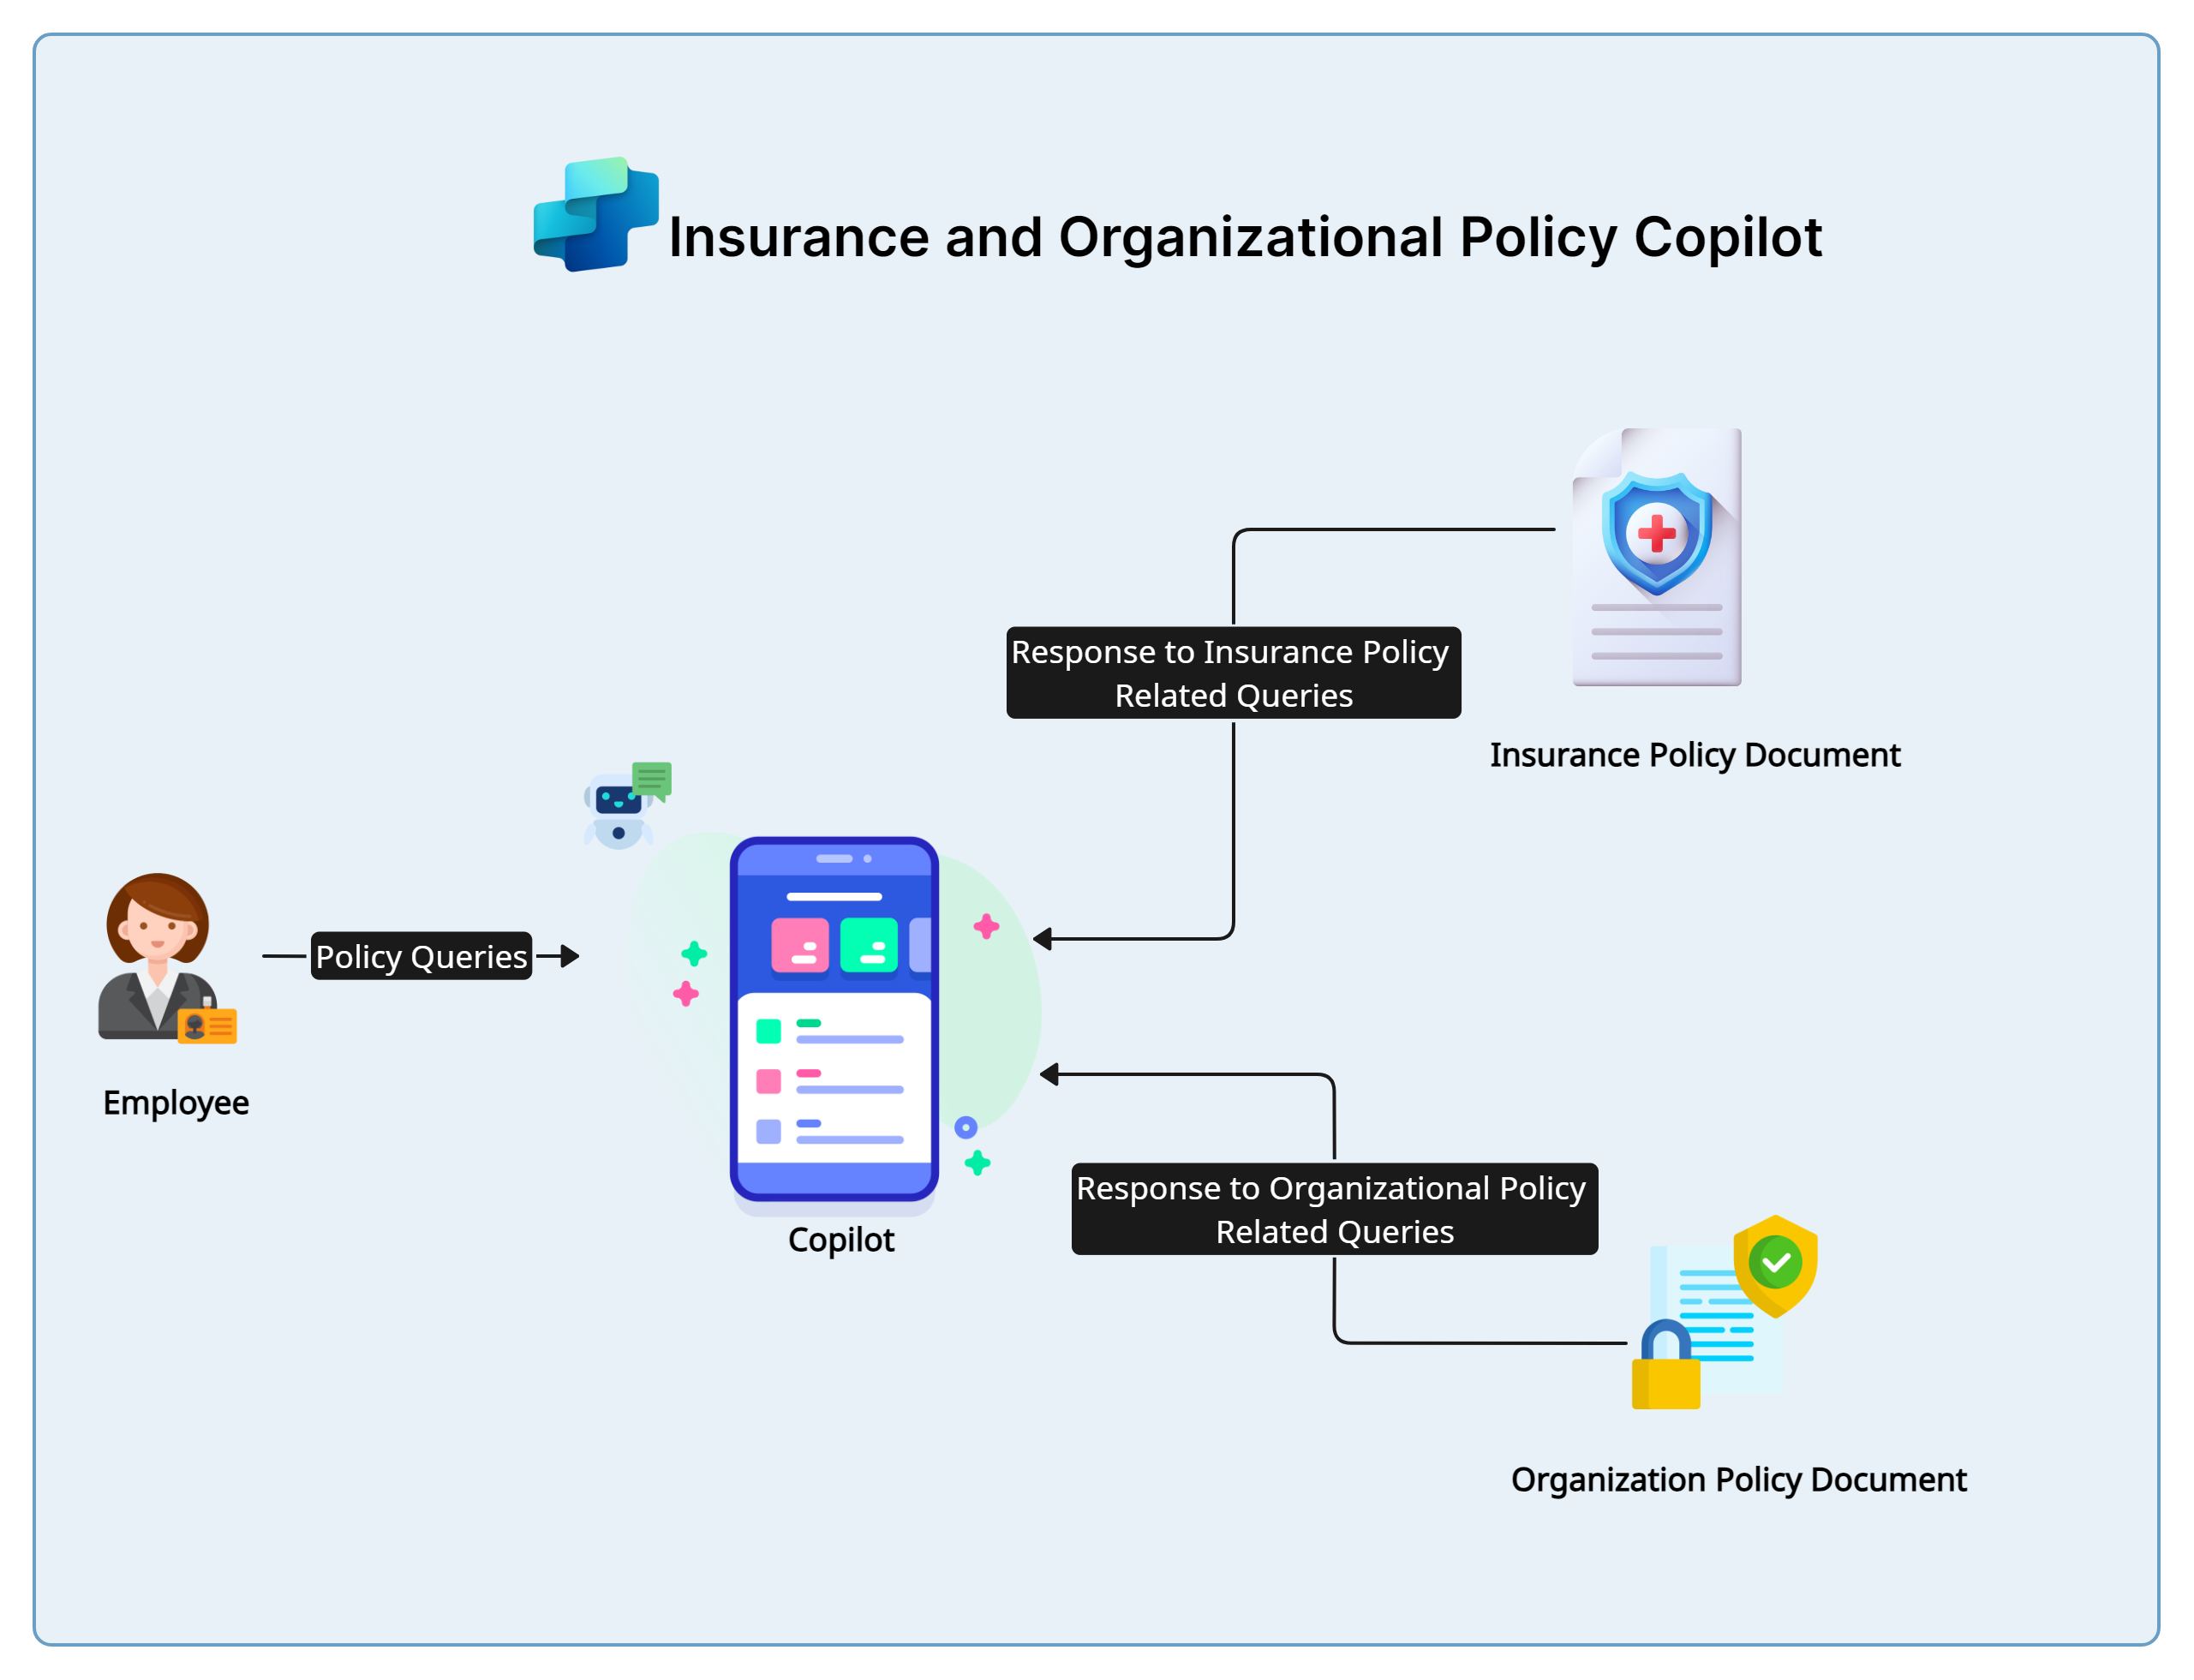 Insurance and Organizational Policy Copilot
Response to Insurance Policy
Related Queries
Insurance Policy Document
Policy Queries
Employee
Copilot
Response to Organizational Policy
Related Queries
Organization Policy Document